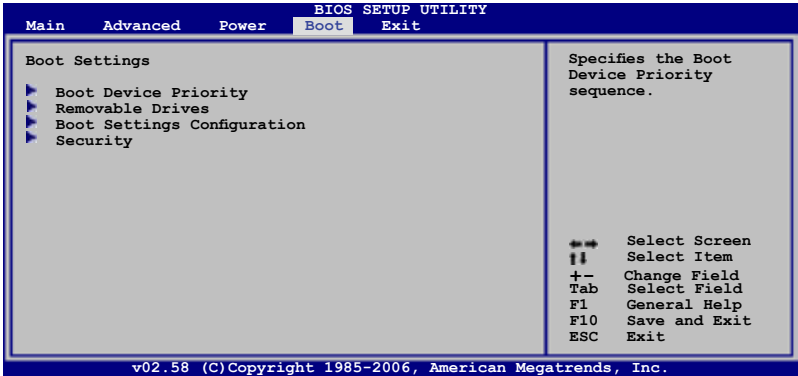 BIOS SETUP UTILITY
Main Advanced Power Boot Exit
Boot Settings
Boot Device Priority
Removable Drives
Boot Settings Configuration
Security
Specifies the Boot
Device Priority
sequence.
Select Screen
Select Item
+- Change Field
Tab Select Field
F1 General Help
F10 Save and Exit
ESC Exit
v02.58 (C)Copyright 1985-2006, American Megatrends, Inc.